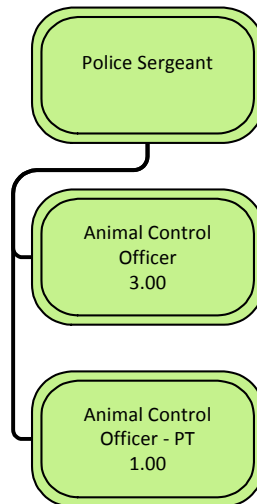 Police Sergeant
Animal Control
Officer
3.00
Animal Control
Officer - PT
1.00